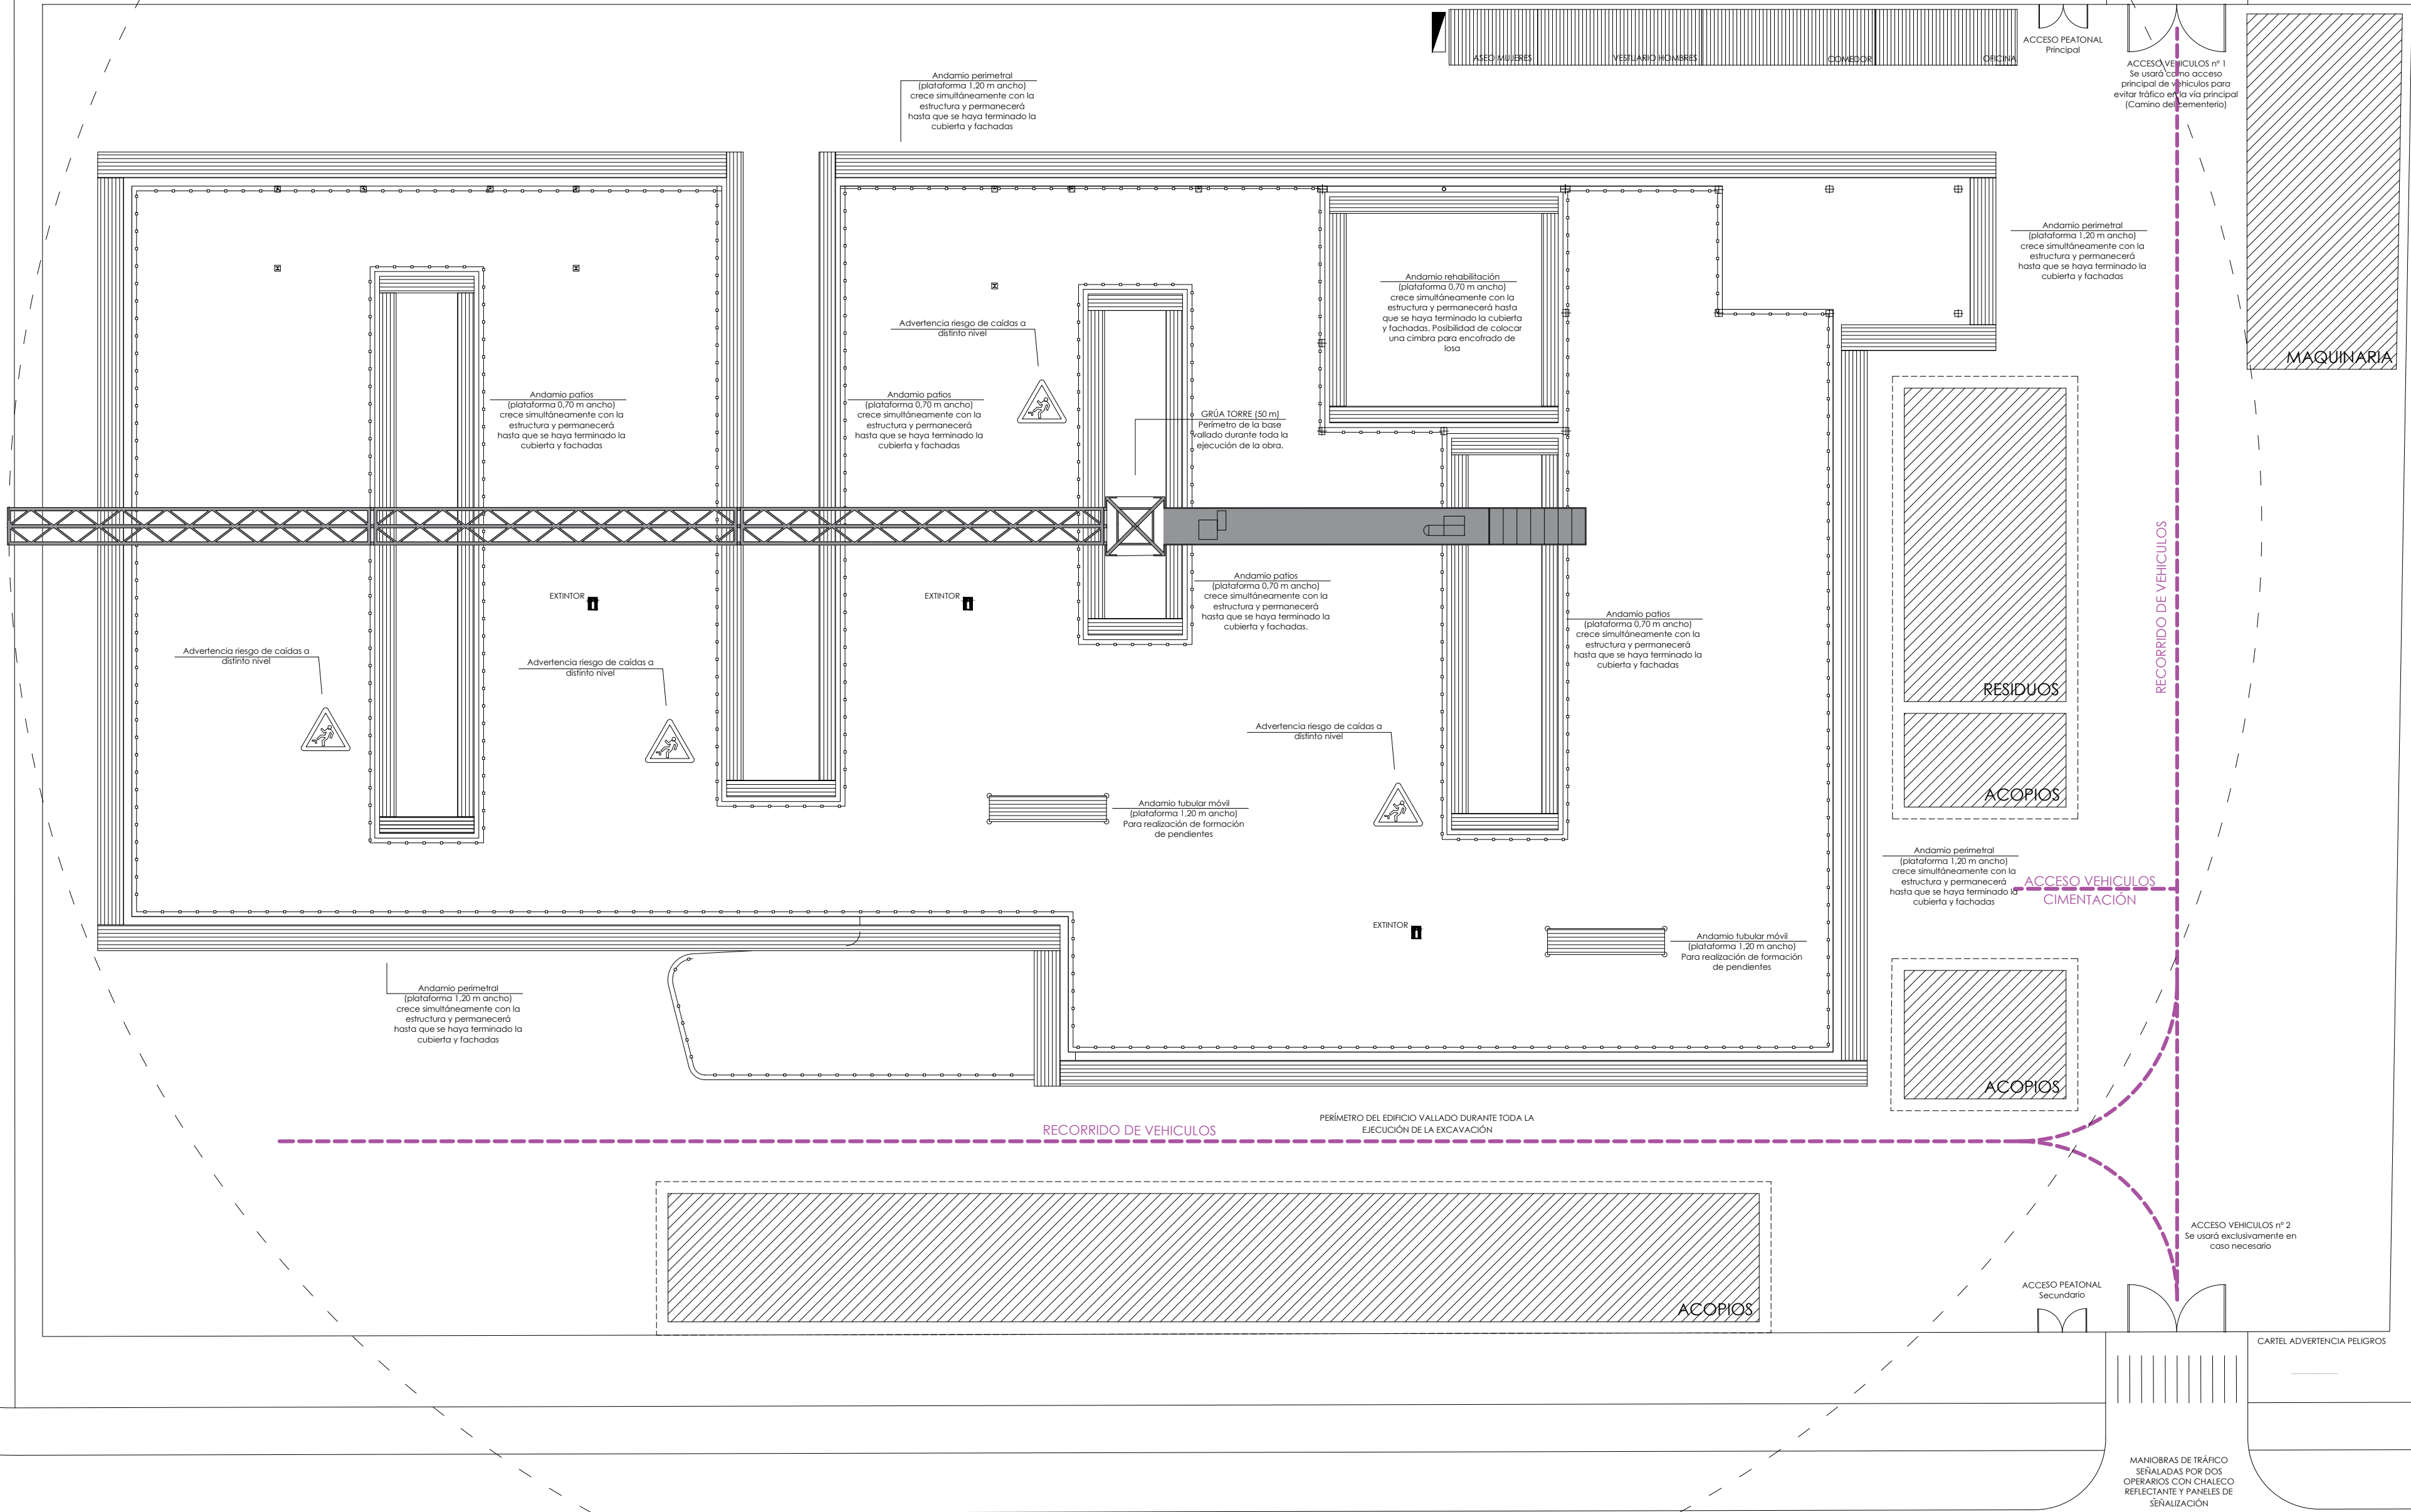 ASEO MUJERES
VESTUARIO HOMBRES
COMEDOR
OFICINA
ACCESO PEATONAL
Principal
ACCESO VEHICULOS nº 1
Se usará como acceso
principal de vehiculos para
evitar tráfico en la vía principal
(Camino del cementerio)
Andamio perimetral
(plataforma 1,20 m ancho)
crece simultáneamente con la
estructura y permanecerá
hasta que se haya terminado la
cubierta y fachadas
Andamio perimetral
(plataforma 1,20 m ancho)
crece simultáneamente con la
estructura y permanecerá
hasta que se haya terminado la
cubierta y fachadas
Andamio rehabilitación
(plataforma 0,70 m ancho)
crece simultáneamente con la
estructura y permanecerá hasta
que se haya terminado la cubierta
y fachadas. Posibilidad de colocar
una cimbra para encofrado de
losa
Advertencia riesgo de caídas a
distinto nivel
MAQUINARIA
Andamio patios
(plataforma 0,70 m ancho)
crece simultáneamente con la
estructura y permanecerá
hasta que se haya terminado la
cubierta y fachadas
Andamio patios
(plataforma 0,70 m ancho)
crece simultáneamente con la
estructura y permanecerá
hasta que se haya terminado la
cubierta y fachadas
GRÚA TORRE (50 m)
Perímetro de la base
vallado durante toda la
ejecución de la obra.
RECORRIDO DE VEHICULOS
EXTINTOR
EXTINTOR
Andamio patios
(plataforma 0,70 m ancho)
crece simultáneamente con la
estructura y permanecerá
hasta que se haya terminado la
cubierta y fachadas.
Andamio patios
(plataforma 0,70 m ancho)
crece simultáneamente con la
estructura y permanecerá
hasta que se haya terminado la
cubierta y fachadas
Advertencia riesgo de caídas a
distinto nivel
Advertencia riesgo de caídas a
distinto nivel
RESIDUOS
Advertencia riesgo de caídas a
distinto nivel
ACOPIOS
Andamio tubular móvil
(plataforma 1,20 m ancho)
Para realización de formación
de pendientes
Andamio perimetral
(plataforma 1,20 m ancho)
crece simultáneamente con la
estructura y permanecerá
hasta que se haya terminado la
cubierta y fachadas
ACCESO VEHICULOS
CIMENTACIÓN
EXTINTOR
Andamio tubular móvil
(plataforma 1,20 m ancho)
Para realización de formación
de pendientes
Andamio perimetral
(plataforma 1,20 m ancho)
crece simultáneamente con la
estructura y permanecerá
hasta que se haya terminado la
cubierta y fachadas
ACOPIOS
RECORRIDO DE VEHICULOS
PERÍMETRO DEL EDIFICIO VALLADO DURANTE TODA LA
EJECUCIÓN DE LA EXCAVACIÓN
ACCESO VEHICULOS nº 2
Se usará exclusivamente en
caso necesario
ACCESO PEATONAL
Secundario
ACOPIOS
CARTEL ADVERTENCIA PELIGROS
MANIOBRAS DE TRÁFICO
SEÑALADAS POR DOS
OPERARIOS CON CHALECO
REFLECTANTE Y PANELES DE
SEÑALIZACIÓN